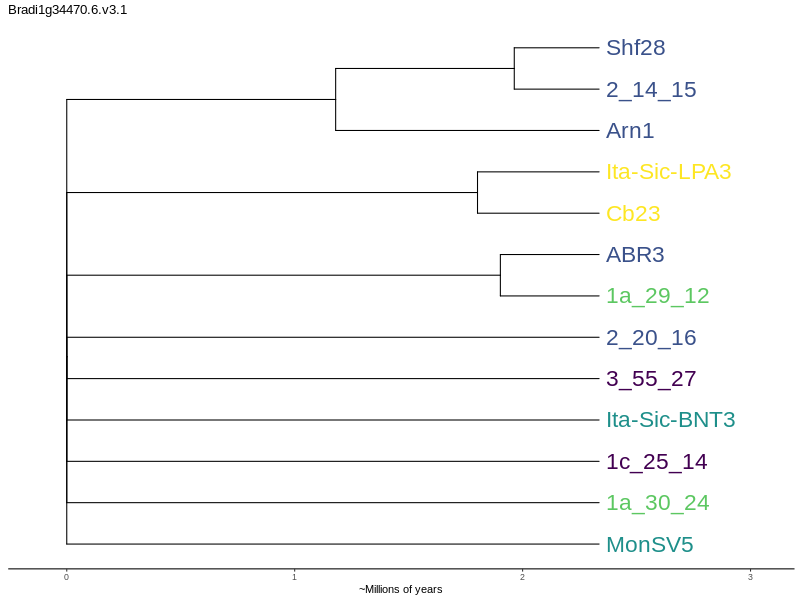 Bradi1g34470.6.v3.1
Shf28
2_14_15
Arn1
Ita-Sic-LPA3
Cb23
ABR3
1a_29_12
2_20_16
3_55_27
Ita-Sic-BNT3
1c_25_14
1a_30_24
MonSV5
0 1 2 3
~Millions of years